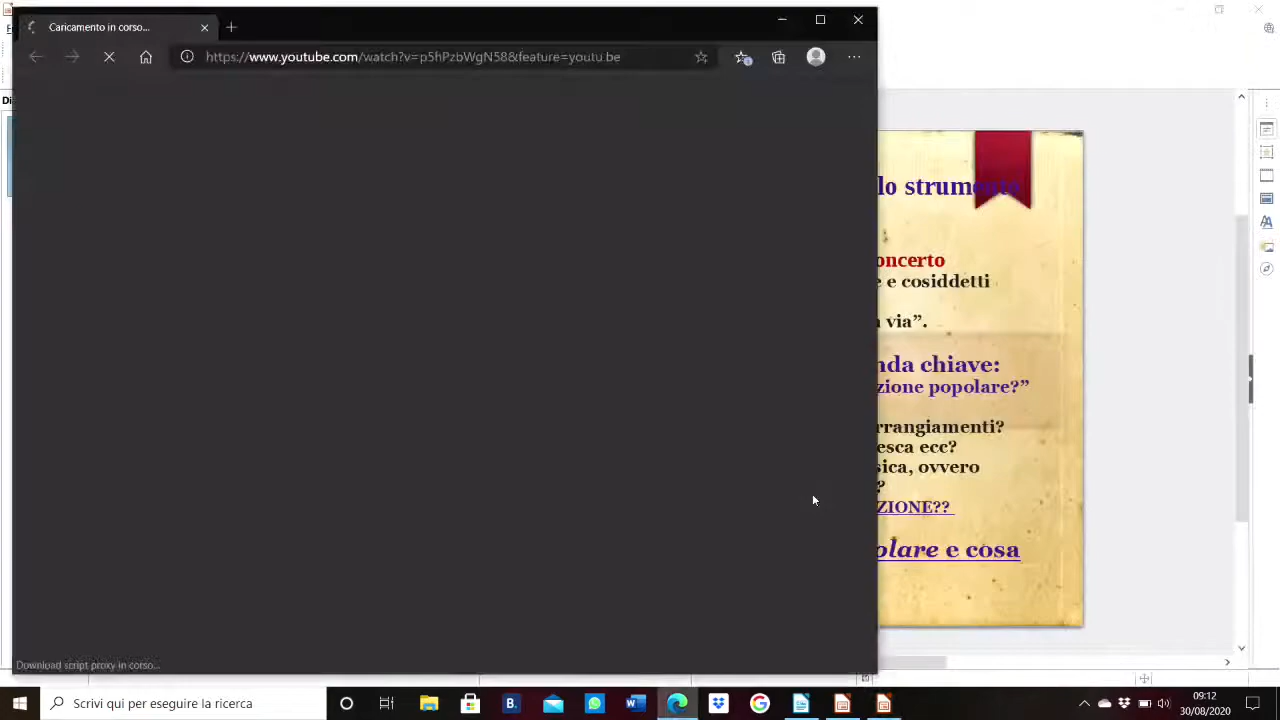 Caricamento in corso...
https://www.youtube.com/watch?v=p5hPzbWgN58&feature=youtu.be
Di
lo strumento
oncerto
e e cosiddetti
a via”.
nda chiave:
zione popolare?”
rrangiamenti?
esca ecc?
sica, ovvero
?
ZIONE??
olare e cosa
Download script proxy in corso...
Scrivi qui per eseguire la ricerca
09:12
30/08/2020